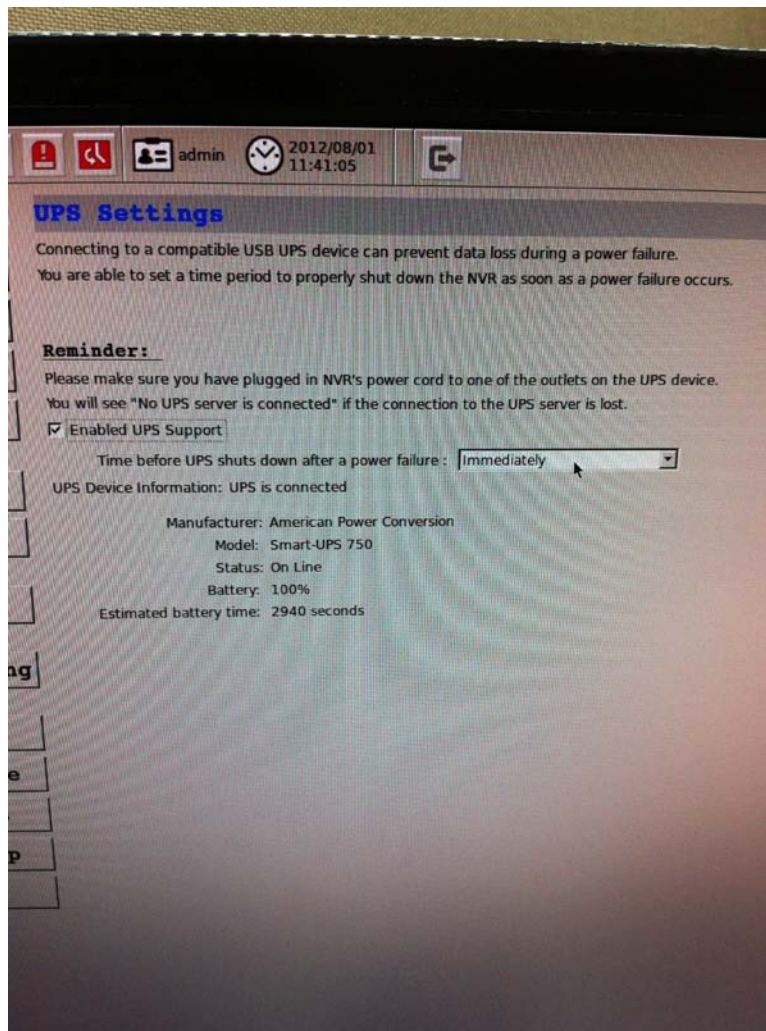 admin
2012/08/01
11:41:05
UPS Settings
Connecting to a compatible USB UPS device can prevent data loss during a power failure.
You are able to set a time period to properly shut down the NVR as soon as a power failure occurs.
Reminder:
Please make sure you have plugged in NVR's power cord to one of the outlets on the UPS device.
You will see "No UPS server is connected" if the connection to the UPS server is lost.
Enabled UPS Support
Time before UPS shuts down after a power failure : Immediately
UPS Device Information: UPS is connected
Manufacturer: American Power Conversion
Model: Smart-UPS 750
Status: On Line
Battery: 100%
Estimated battery time: 2940 seconds
ng
e
p